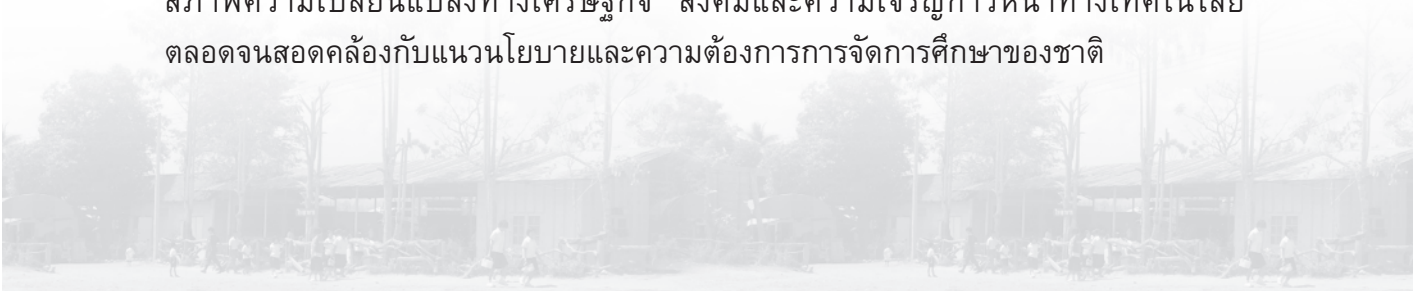 สภาพความเปลี่ยนแปลงทางเศรษฐกิจ สังคมและความเจริญก้าวหน้าทางเทคโนโลยี
ตลอดจนสอดคล้องกับแนวนโยบายและความต้องการการจัดการศึกษาของชาติ